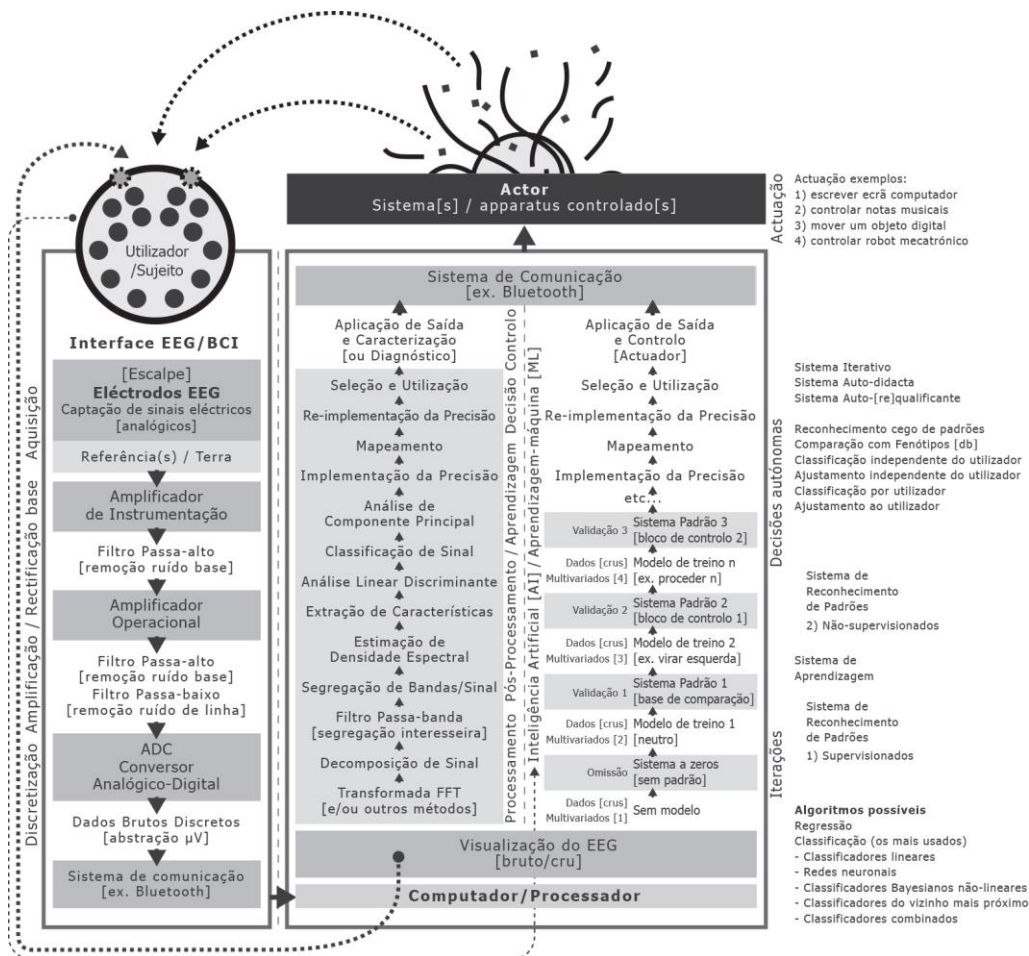 Actor
Sistema[s] / apparatus controlado[s]
Actuação
Actuação exemplos:
1) escrever ecrã computador
2) controlar notas musicais
3) mover um objeto digital
4) controlar robot mecatrónico
Utilizador
/Sujeito
Interface EEG/BCI
Aquisição
[Escalpe]
Eléctrodos EEG
Captação de sinais eléctricos
[analógicos]
Referência(s) / Terra
Discretização Amplificação / Rectificação base
Amplificador
de Instrumentação
Filtro Passa-alto
[remoção ruído base]
Amplificador
Operacional
Filtro Passa-alto
[remoção ruído base]
Filtro Passa-baixo
[remoção ruído de linha]
ADC
Conversor
Analógico-Digital
Dados Brutos Discretos
[abstração µV]
Sistema de comunicação
[ex. Bluetooth]
Sistema de Comunicação
[ex. Bluetooth]
Aplicação de Saída
e Caracterização
[ou Diagnóstico]
Seleção e Utilização
Re-implementação da Precisão
Mapeamento
Implementação da Precisão
Análise de
Componente Principal
Classificação de Sinal
Análise Linear Discriminante
Extração de Características
Estimação de
Densidade Espectral
Segregação de Bandas/Sinal
Filtro Passa-banda
[segregação interesseira]
Decomposição de Sinal
Transformada FFT
[e/ou outros métodos]
Processamento Pós-Processamento / Aprendizagem Decisão Controlo
Inteligência Artificial [AI] / Aprendizagem-máquina [ML]
Aplicação de Saída
e Controlo
[Actuador]
Seleção e Utilização
Re-implementação da Precisão
Mapeamento
Implementação da Precisão
etc...
Validação 3
Sistema Padrão 3
[bloco de controlo 2]
Dados [crus]
Multivariados [4]
Modelo de treino n
[ex. proceder n]
Validação 2
Sistema Padrão 2
[bloco de controlo 1]
Dados [crus]
Multivariados [3]
Modelo de treino 2
[ex. virar esquerda]
Validação 1
Sistema Padrão 1
[base de comparação]
Dados [crus]
Multivariados [2]
Modelo de treino 1
[neutro]
Omissão
Sistema a zeros
[sem padrão]
Dados [crus]
Multivariados [1]
Sem modelo
Visualização do EEG
[bruto/cru]
Computador/Processador
Decisões autónomas
Iterações
Sistema Iterativo
Sistema Auto-didacta
Sistema Auto-[re]qualificante
Reconhecimento cego de padrões
Comparação com Fenótipos [db]
Classificação independente do utilizador
Ajustamento independente do utilizador
Classificação por utilizador
Ajustamento ao utilizador
Sistema de
Reconhecimento
de Padrões
2) Não-supervisionados
Sistema de
Aprendizagem
Sistema de
Reconhecimento
de Padrões
1) Supervisionados
Algoritmos possíveis
Regressão
Classificação (os mais usados)
- Classificadores lineares
- Redes neuronais
- Classificadores Bayesianos não-lineares
- Classificadores do vizinho mais próximo
- Classificadores combinados